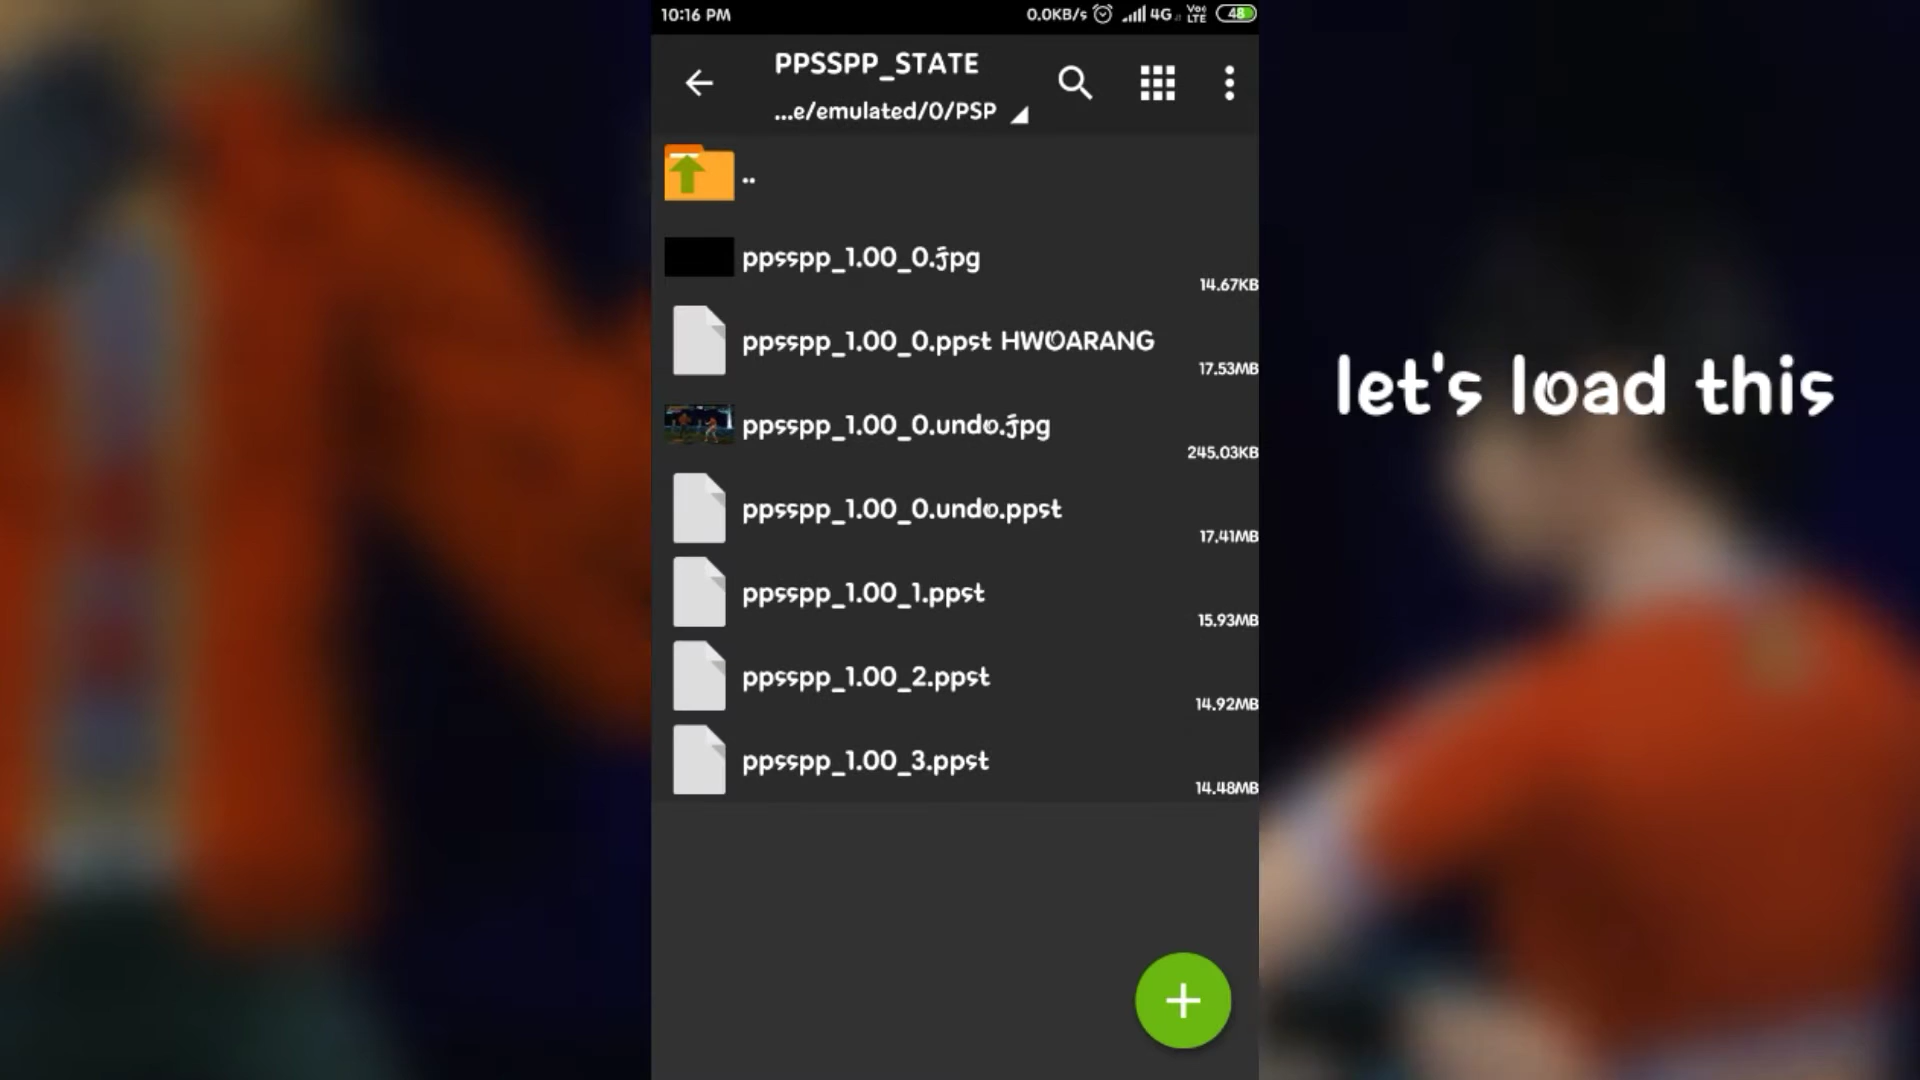 10:16 PM 0.0KB/s 4G Vo LTE 48
PPSSPP_STATE
...e/emulated/0/PSP
..
ppsspp_1.00_0.jpg
14.67KB
ppsspp_1.00_0.ppst HWOARANG
17.53MB
ppsspp_1.00_0.undo.jpg
245.03KB
ppsspp_1.00_0.undo.ppst
17.41MB
ppsspp_1.00_1.ppst
15.93MB
ppsspp_1.00_2.ppst
14.92MB
ppsspp_1.00_3.ppst
14.48MB
let's load this